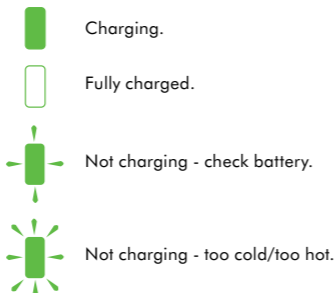 Charging.
Fully charged.
Not charging - check battery.
Not charging - too cold/too hot.